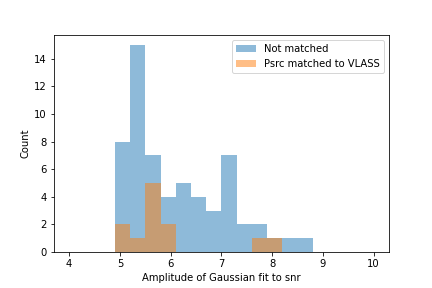 Not matched
Psrc matched to VLASS
14
12
10
8
6
4
2
0
Count
4 5 6 7 8 9 10
Amplitude of Gaussian fit to snr